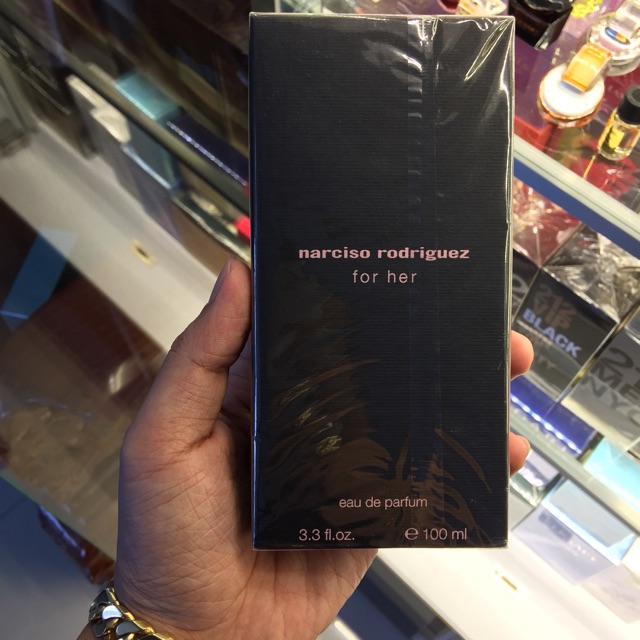 narciso rodriguez
for her
eau de parfum
3.3 fl.oz. ℮ 100 ml
BLACK